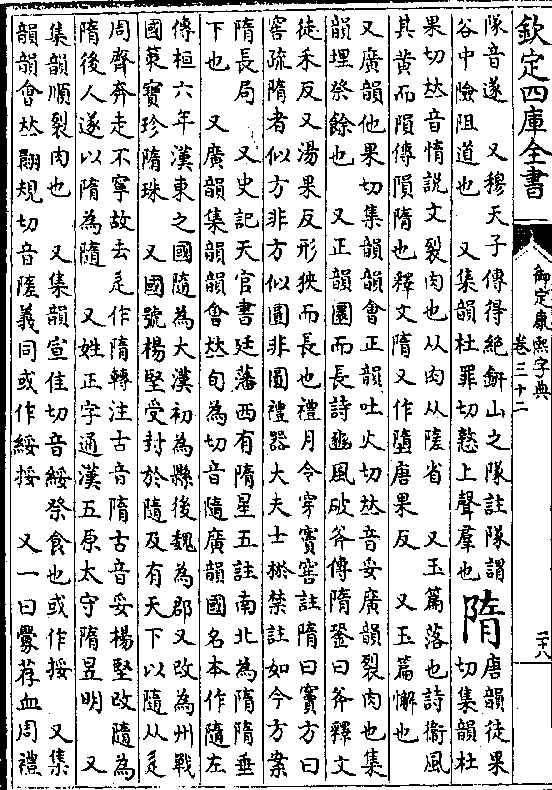 欽定四庫全書
御定康熙字典
卷三十二
二十八
隊音遂　又穆天子傳得絶鈃山之隊註隊謂
谷中險阻道也　又集韻杜罪切憝上聲羣也
隋
唐韻徒果
切集韻杜
果切𠀤音惰説文裂肉也从肉从隓省　又玉篇落也詩衞風
其黄而隕傳隕隋也釋文隋又作墮唐果反　又玉篇懈也
又廣韻他果切集韻韻會正韻吐火切𠀤音妥廣韻裂肉也集
韻埋祭餘也　又正韻圜而長詩豳風破斧傳隋銎曰斧釋文
徒禾反又湯果反形狹而長也禮月令穿竇窖註隋曰竇方曰
窖疏隋者似方非方似圜非圜禮器大夫士棜禁註如今方案
隋長局　又史記天官書廷藩西有隋星五註南北為隋隋垂
下也　又廣韻集韻韻會𠀤旬為切音隨廣韻國名本作隨左
傳桓六年漢東之國隨為大漢初為縣後魏為郡又改為州戰
國策寶珍隋珠　又國號楊堅受封於隨及有天下以隨从辵
周齊奔走不寧故去辵作隋轉注古音隋古音妥楊堅改隨為
隋後人遂以隋為隨　又姓正字通漢五原太守隋昱明　又
集韻順裂肉也　又集韻宣佳切音綏祭食也或作挼　又集
韻韻會𠀤翾規切音隓義同或作綏挼　又一曰釁荐血周禮